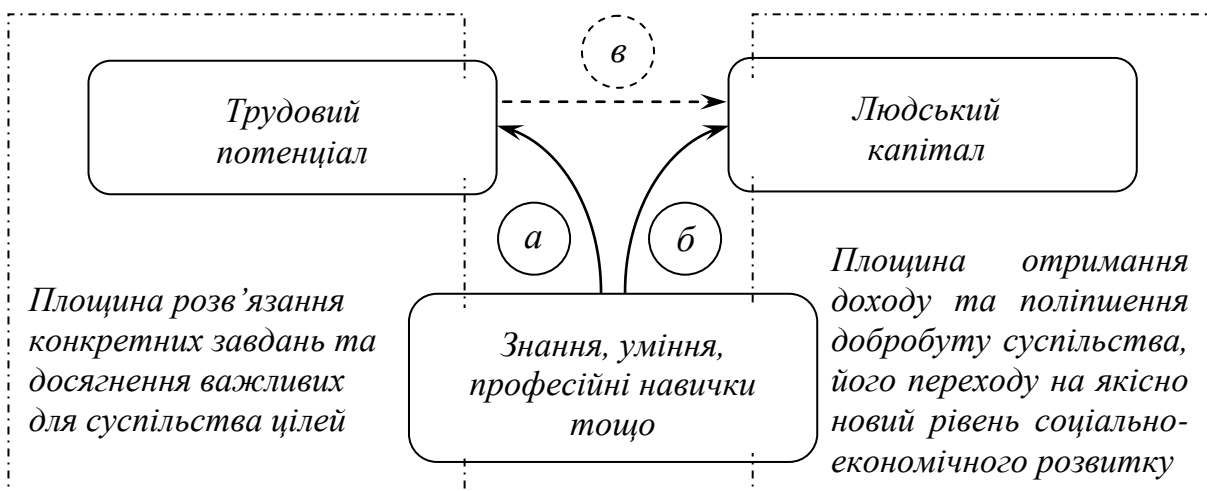 в
Трудовий
потенціал
Людський
капітал
а
б
Площина розв’язання
конкретних завдань та
досягнення важливих
для суспільства цілей
Знання, уміння,
професійні навички
тощо
Площина отримання
доходу та поліпшення
добробуту суспільства,
його переходу на якісно
новий рівень соціально-
економічного розвитку